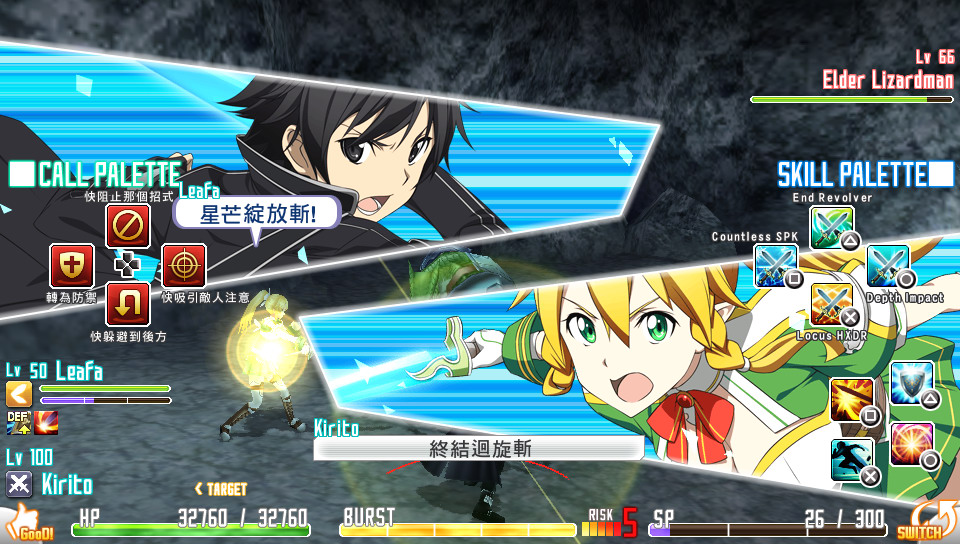 Lv 66
Elder Lizardman
CALL PALETTE
快阻止那個招式
LeaFa
星芒綻放斬!
轉為防禦
快吸引敵人注意
快躲避到後方
SKILL PALETTE
End Revolver
Countless SPK
Depth Impact
Locus HXDR
Lv 50 LeaFa
DEF
Lv 100
Kirito
Kirito
終結迴旋斬
< TARGET
GooD!
HP 32760 / 32760
BURST
RISK 5
SP 26 / 300
SWITCH